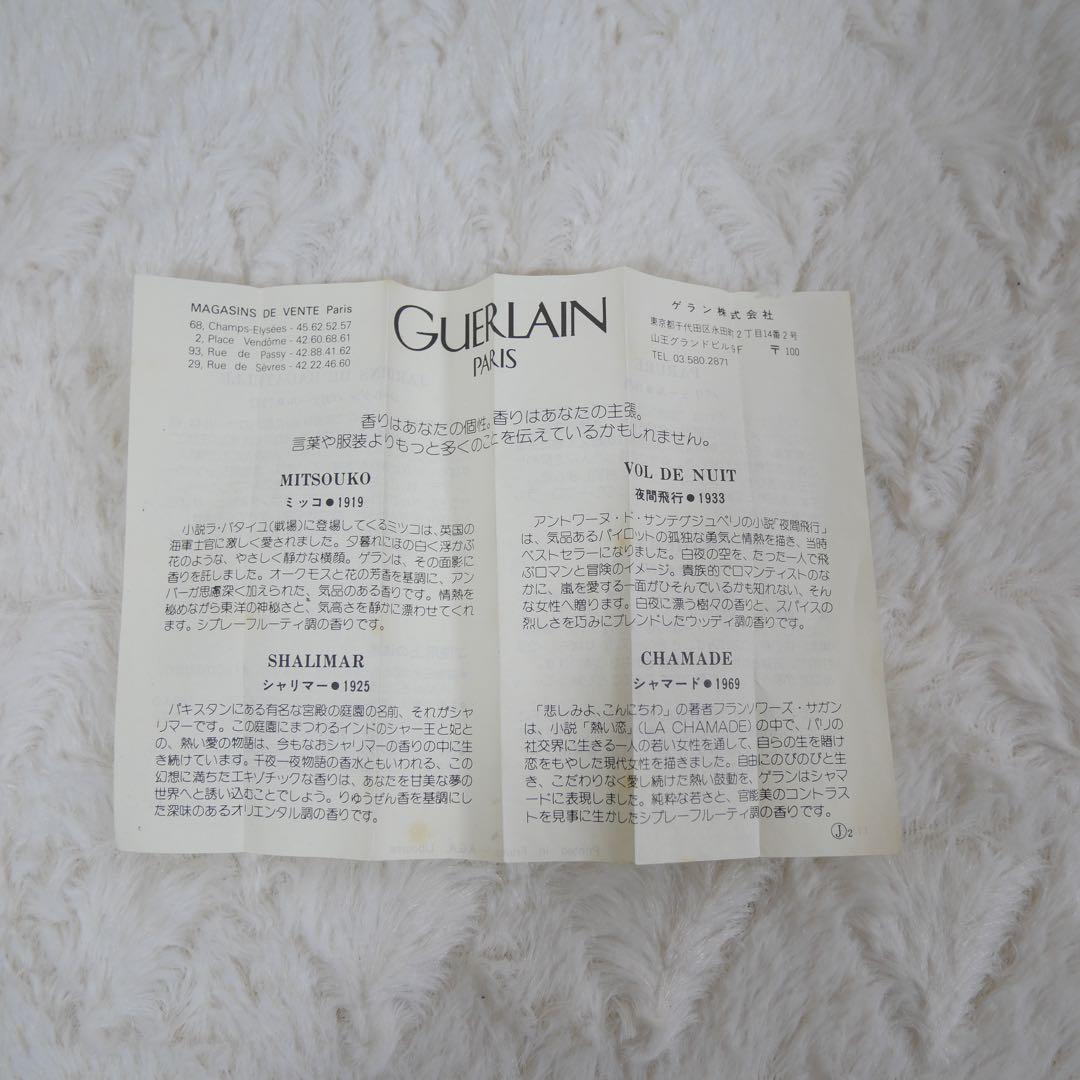 MAGASINS DE VENTE Paris
68, Champs-Elysées - 45.62.52.57
2, Place Vendôme - 42.60.68.61
93, Rue de Passy - 42.88.41.62
29, Rue de Sèvres - 42 22.46.60
GUERLAIN
PARIS
ゲラン株式会社
東京都千代田区永田町2丁目14番2号
山王グランドビル9F 〒100
TEL 03.580.2871
香りはあなたの個性。香りはあなたの主張。
言葉や服装よりもっと多くのことを伝えているかもしれません。
MITSOUKO
ミッコ●1919
小説ラ・バタイユ(戦場)に登場してくるミツコは、英国の
海軍士官に激しく愛されました。夕暮れにほの白く浮かぶ
花のような、やさしく静かな横顔。ゲランは、その面影に
香りを託しました。オークモスと花の芳香を基調に、アン
バーが思慮深く加えられた、気品のある香りです。情熱を
秘めながら東洋の神秘さと、気高さを静かに漂わせてくれ
ます。シプレーフルーティ調の香りです。
SHALIMAR
シャリマー●1925
パキスタンにある有名な宮殿の庭園の名前、それがシャ
リマーです。この庭園にまつわるインドのシャー王と妃と
の、熱い愛の物語は、今もなおシャリマーの香りの中に生
き続けています。千夜一夜物語の香水ともいわれる、この
幻想に満ちたエキゾチックな香りは、あなたを甘美な夢の
世界へと誘い込むことでしょう。りゅうぜん香を基調にし
た深味のあるオリエンタル調の香りです。
VOL DE NUIT
夜間飛行●1933
アントワーヌ・ド・サンテグジュペリの小説「夜間飛行」
は、気品あるパイロットの孤独な勇気と情熱を描き、当時
ベストセラーになりました。白夜の空を、たった一人で飛
ぶロマンと冒険のイメージ。貴族的でロマンティストのな
かに、嵐を愛する一面がひそんでいるかも知れない、そん
な女性へ贈ります。白夜に漂う樹々の香りと、スパイスの
烈しさを巧みにブレンドしたウッディ調の香りです。
CHAMADE
シャマード●1969
「悲しみよ、こんにちわ」の著者フランソワーズ・サガン
は、小説「熱い恋」(LA CHAMADE)の中で、パリの
社交界に生きる一人の若い女性を通して、自らの生を賭け
恋をもやした現代女性を描きました。自由にのびのびと生
き、こだわりなく愛し続けた熱い鼓動を、ゲランはシャマ
ードに表現しました。純粋な若さと、官能美のコントラス
トを見事に生かしたシプレーフルーティ調の香りです。
Ⓙ2